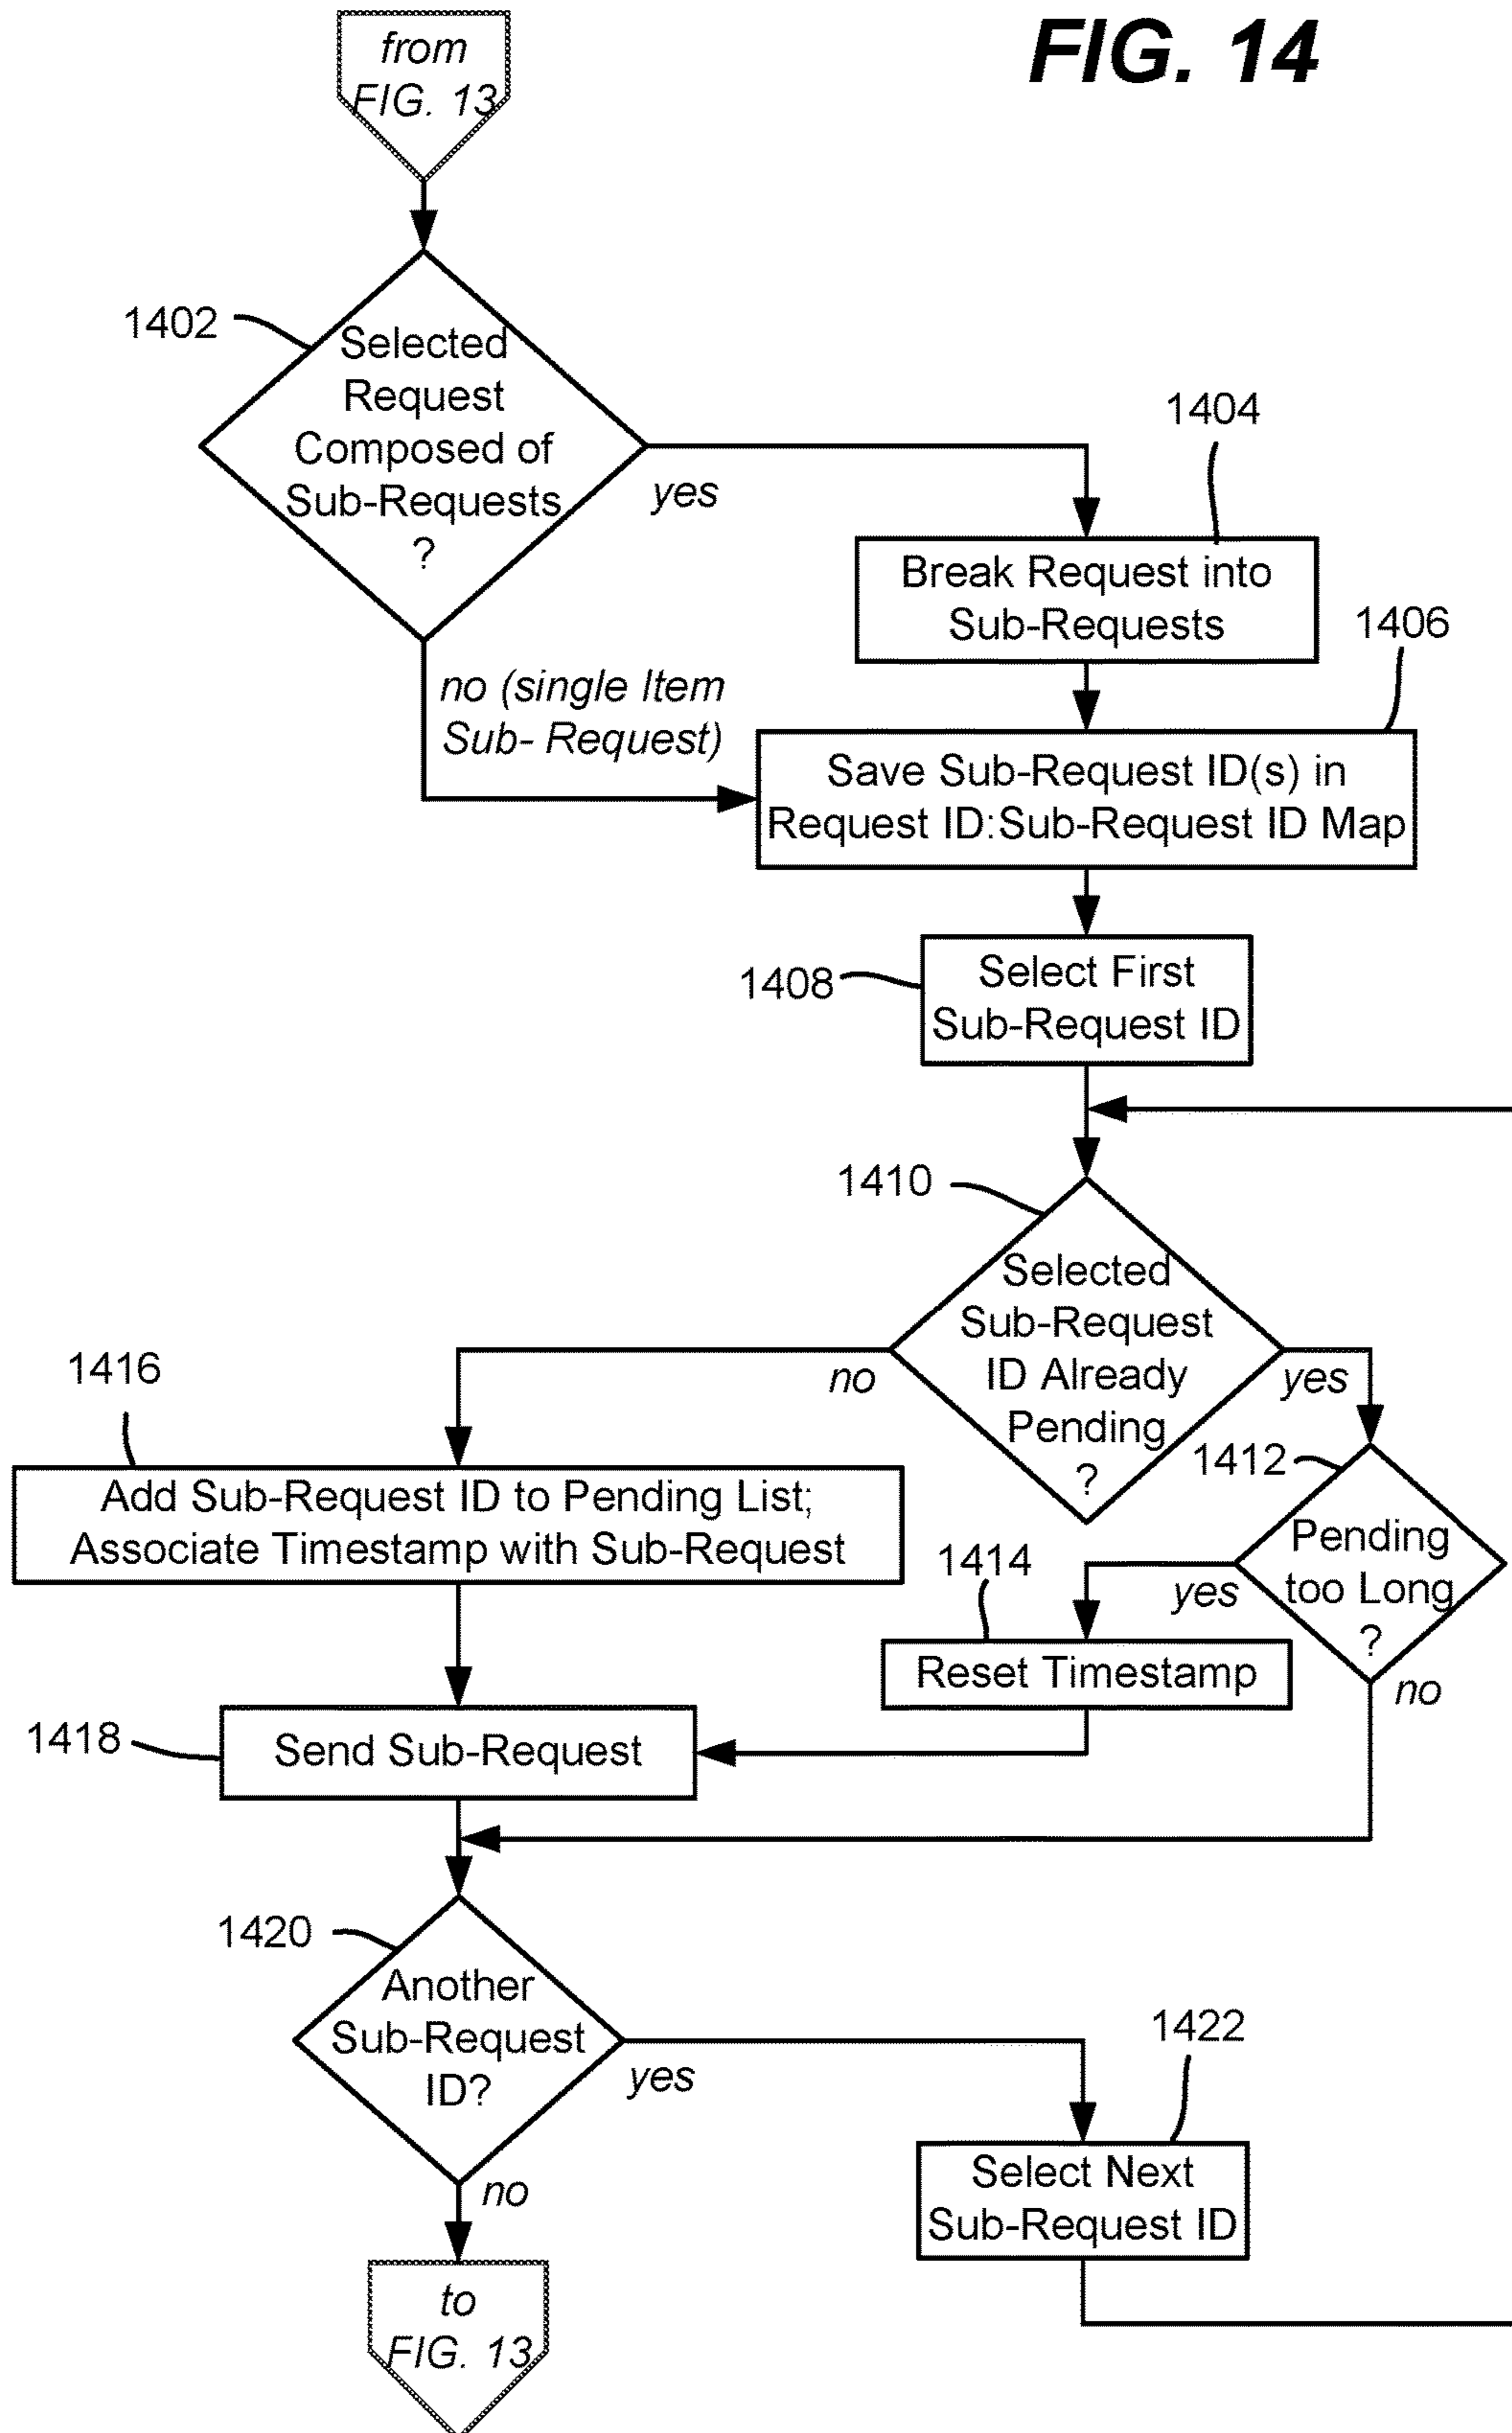 from
FIG. 13
FIG. 14
1402
Selected
Request
Composed of
Sub-Requests
?
yes
1404
Break Request into
Sub-Requests
1406
no (single Item
Sub- Request)
Save Sub-Request ID(s) in
Request ID:Sub-Request ID Map
1408
Select First
Sub-Request ID
1410
Selected
Sub-Request
ID Already
Pending
?
no
yes
1416
Add Sub-Request ID to Pending List;
Associate Timestamp with Sub-Request
1412
Pending
too Long
?
yes
no
1414
Reset Timestamp
1418
Send Sub-Request
1420
Another
Sub-Request
ID?
yes
no
1422
Select Next
Sub-Request ID
to
FIG. 13